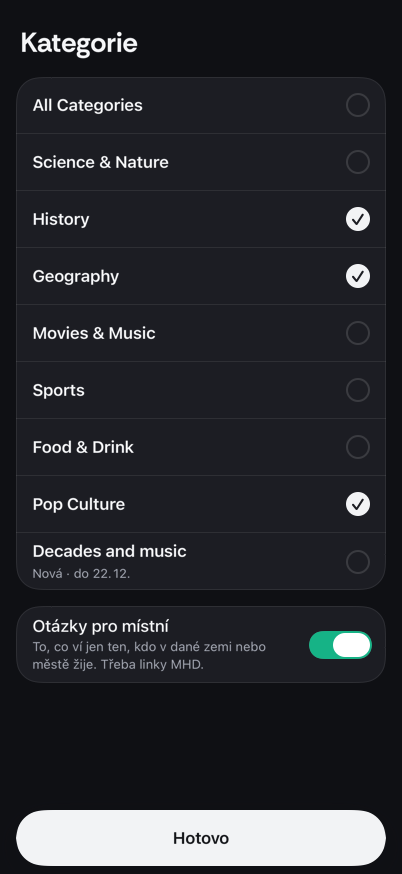 Kategorie
All Categories
Science & Nature
History
Geography
Movies & Music
Sports
Food & Drink
Pop Culture
Decades and music
Nová · do 22. 12.
Otázky pro místní
To, co ví jen ten, kdo v dané zemi nebo
městě žije. Třeba linky MHD.
Hotovo